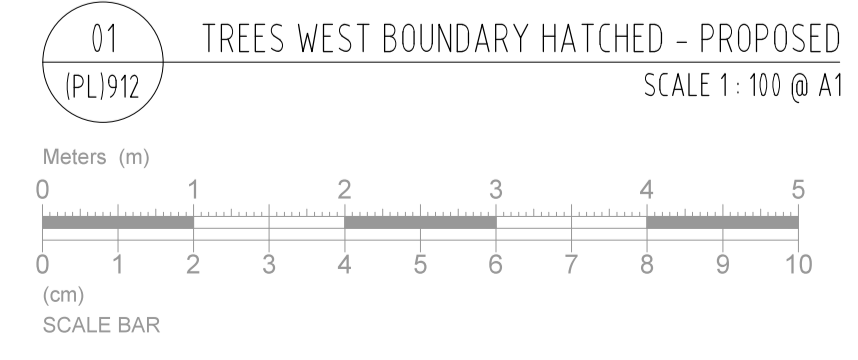 01
(PL)912
TREES WEST BOUNDARY HATCHED - PROPOSED
SCALE 1 : 100 @ A1
Meters (m)
0 1 2 3 4 5
0 1 2 3 4 5 6 7 8 9 10
(cm)
SCALE BAR